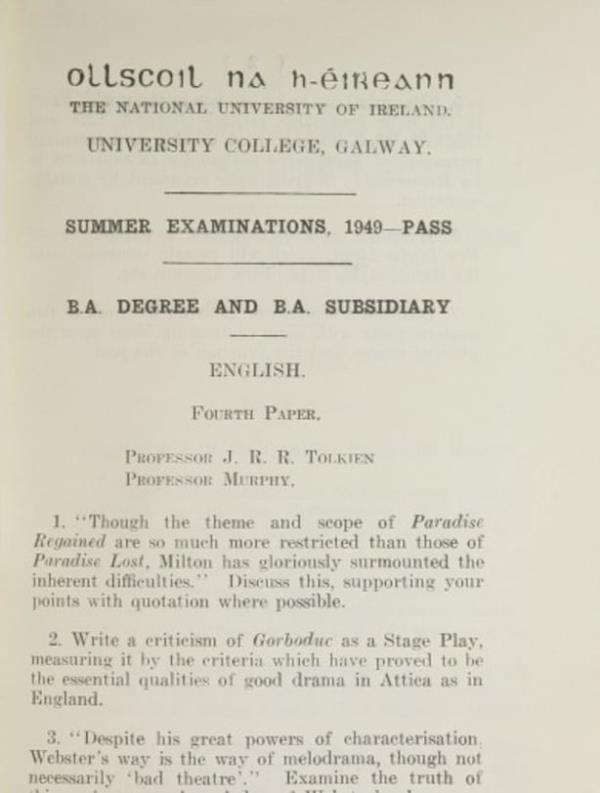 Ollscoil na h-Éireann
THE NATIONAL UNIVERSITY OF IRELAND.
UNIVERSITY COLLEGE, GALWAY.
SUMMER EXAMINATIONS, 1949—PASS
B.A. DEGREE AND B.A. SUBSIDIARY
ENGLISH.
FOURTH PAPER.
PROFESSOR J. R. R. TOLKIEN
PROFESSOR MURPHY.
1. "Though the theme and scope of Paradise
Regained are so much more restricted than those of
Paradise Lost, Milton has gloriously surmounted the
inherent difficulties." Discuss this, supporting your
points with quotation where possible.
2. Write a criticism of Gorboduc as a Stage Play,
measuring it by the criteria which have proved to be
the essential qualities of good drama in Attica as in
England.
3. "Despite his great powers of characterisation,
Webster's way is the way of melodrama, though not
necessarily 'bad theatre'." Examine the truth of